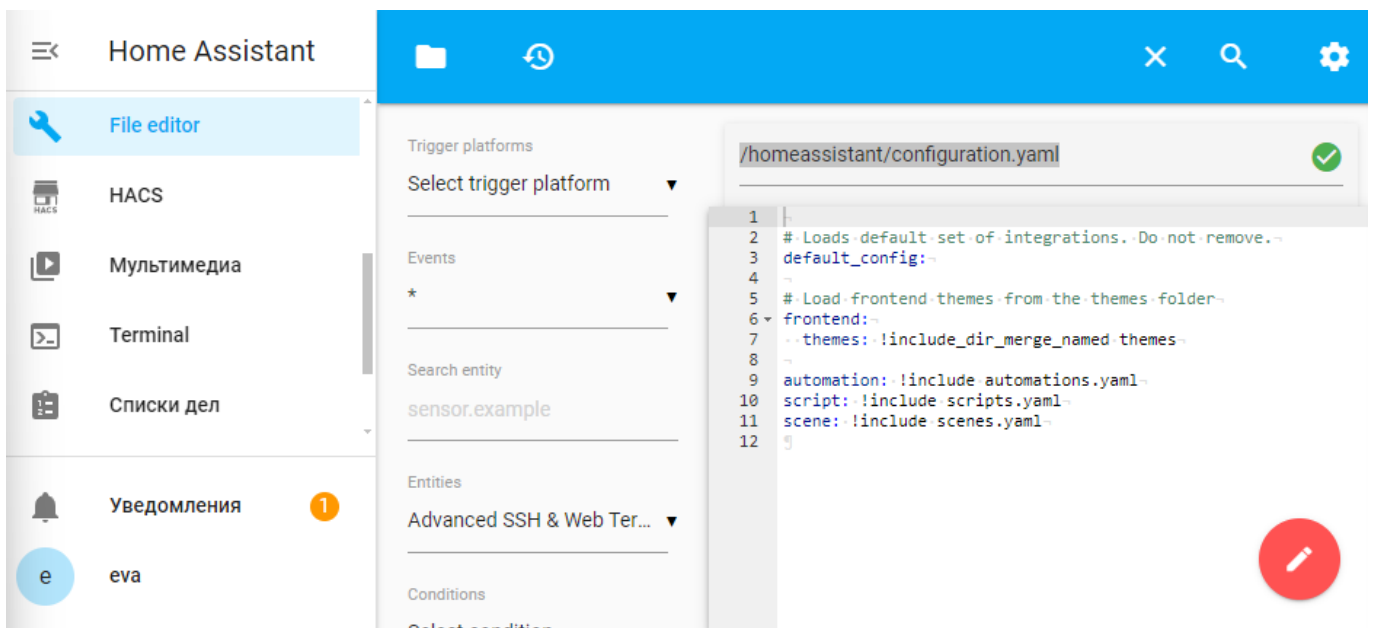 Home Assistant
File editor
HACS
HACS
Мультимедиа
Terminal
Списки дел
Уведомления
1
e
eva
Trigger platforms
Select trigger platform
Events
*
Search entity
sensor.example
Entities
Advanced SSH & Web Ter...
Conditions
Select condition
/homeassistant/configuration.yaml
1
2 # Loads default set of integrations. Do not remove.
3 default_config:
4
5 # Load frontend themes from the themes folder
6 frontend:
7   themes: !include_dir_merge_named themes
8
9 automation: !include automations.yaml
10 script: !include scripts.yaml
11 scene: !include scenes.yaml
12